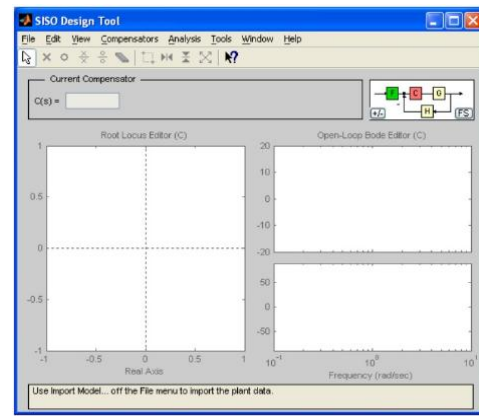 SISO Design Tool
File Edit View Compensators Analysis Tools Window Help
Current Compensator
C(s) =
F C G
H
+/- FS
Root Locus Editor (C)
Open-Loop Bode Editor (C)
1
0.5
0
-0.5
-1
-1 -0.5 0 0.5 1
Real Axis
20
10
0
-10
-20
50
0
-50
10^-1 10^0 10^1
Frequency (rad/sec)
Use Import Model... off the File menu to import the plant data.